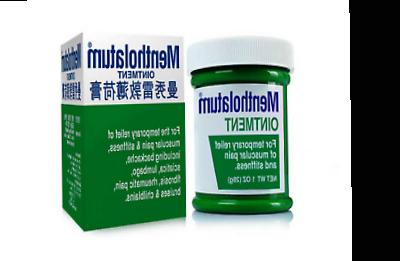 Mentholatum®
OINTMENT
曼秀雷敦薄荷膏
For the temporary relief of
muscular pain & stiffness,
including backache,
sciatica, lumbago,
fibrosis, rheumatic pain,
bruises & chilblains.
Mentholatum®
OINTMENT
For temporary relief
of muscular pain
and stiffness.
NET WT 1 OZ (28g)